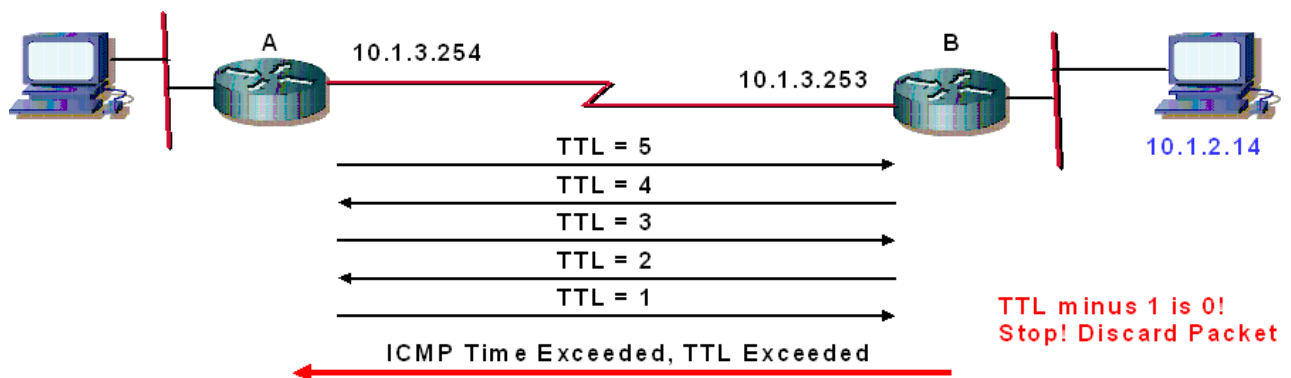 A
B
10.1.3.254
10.1.3.253
10.1.2.14
TTL = 5
TTL = 4
TTL = 3
TTL = 2
TTL = 1
TTL minus 1 is 0!
Stop! Discard Packet
ICMP Time Exceeded, TTL Exceeded